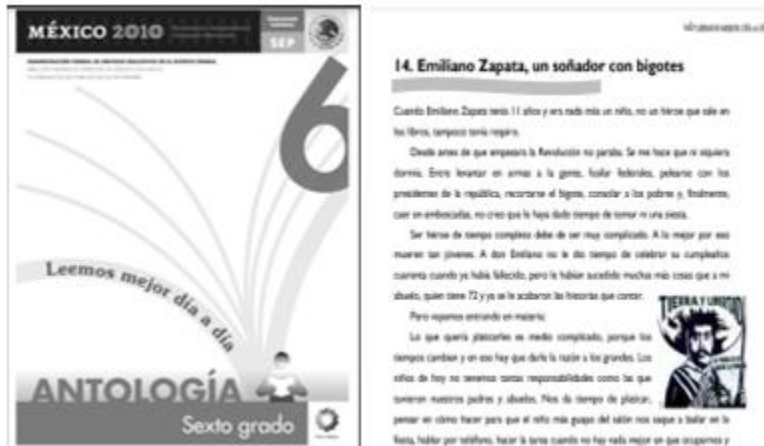 MÉXICO 2010
SEP
ADMINISTRACIÓN FEDERAL DE SERVICIOS EDUCATIVOS EN EL DISTRITO FEDERAL
6
Leemos mejor día a día
ANTOLOGÍA
Sexto grado
14. Emiliano Zapata, un soñador con bigotes
Cuando Emiliano Zapata tenía 11 años y era nada más un niño, no un héroe que sale en
los libros, tampoco tenía respiro.
Desde antes de que empezara la Revolución no paraba. Se me hace que ni siquiera
dormía. Entre levantar en armas a la gente, fusilar federales, pelearse con los
presidentes de la república, recortarse el bigote, consolar a los pobres y, finalmente,
caer en emboscadas, no creo que le haya dado tiempo de tomar ni una siesta.
Ser héroe de tiempo completo debe de ser muy complicado. A lo mejor por eso
mueren tan jóvenes. A don Emiliano no le dio tiempo de celebrar su cumpleaños
cuarenta cuando ya había fallecido, pero le habían sucedido muchas más cosas que a mi
abuelo, quien tiene 72 y ya se le acabaron las historias que contar.
Pero vayamos entrando en materia:
Lo que quería platicarles es medio complicado, porque los
tiempos cambian y en eso hay que darle la razón a los grandes. Los
niños de hoy no tenemos tantas responsabilidades como las que
tuvieron nuestros padres y abuelos. Nos da tiempo de platicar,
pensar en cómo hacer para que el niño más guapo del salón nos saque a bailar en la
fiesta, hablar por teléfono, hacer la tarea cuando no hay nada mejor en que ocuparnos y
TIERRA Y LIBERTAD